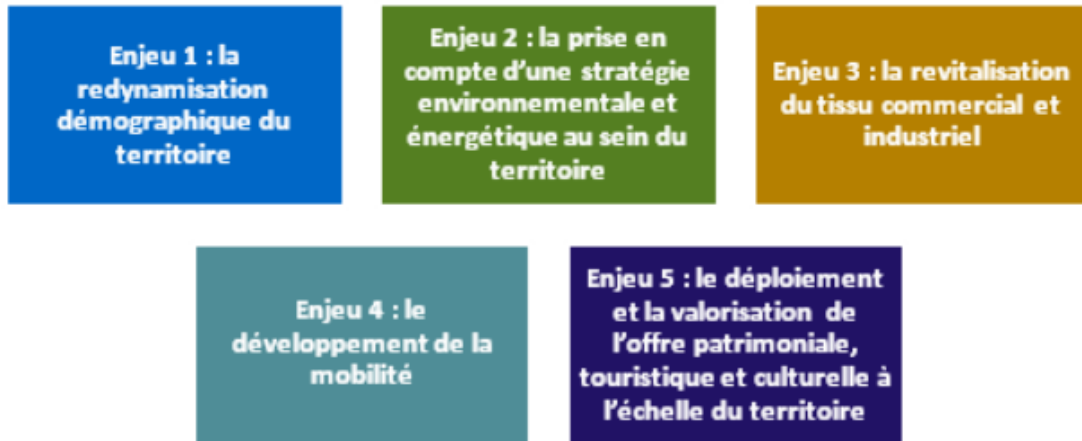 Enjeu 1 : la
redynamisation
démographique du
territoire
Enjeu 2 : la prise en
compte d’une stratégie
environnementale et
énergétique au sein du
territoire
Enjeu 3 : la revitalisation
du tissu commercial et
industriel
Enjeu 4 : le
développement de la
mobilité
Enjeu 5 : le déploiement
et la valorisation de
l’offre patrimoniale,
touristique et culturelle à
l’échelle du territoire